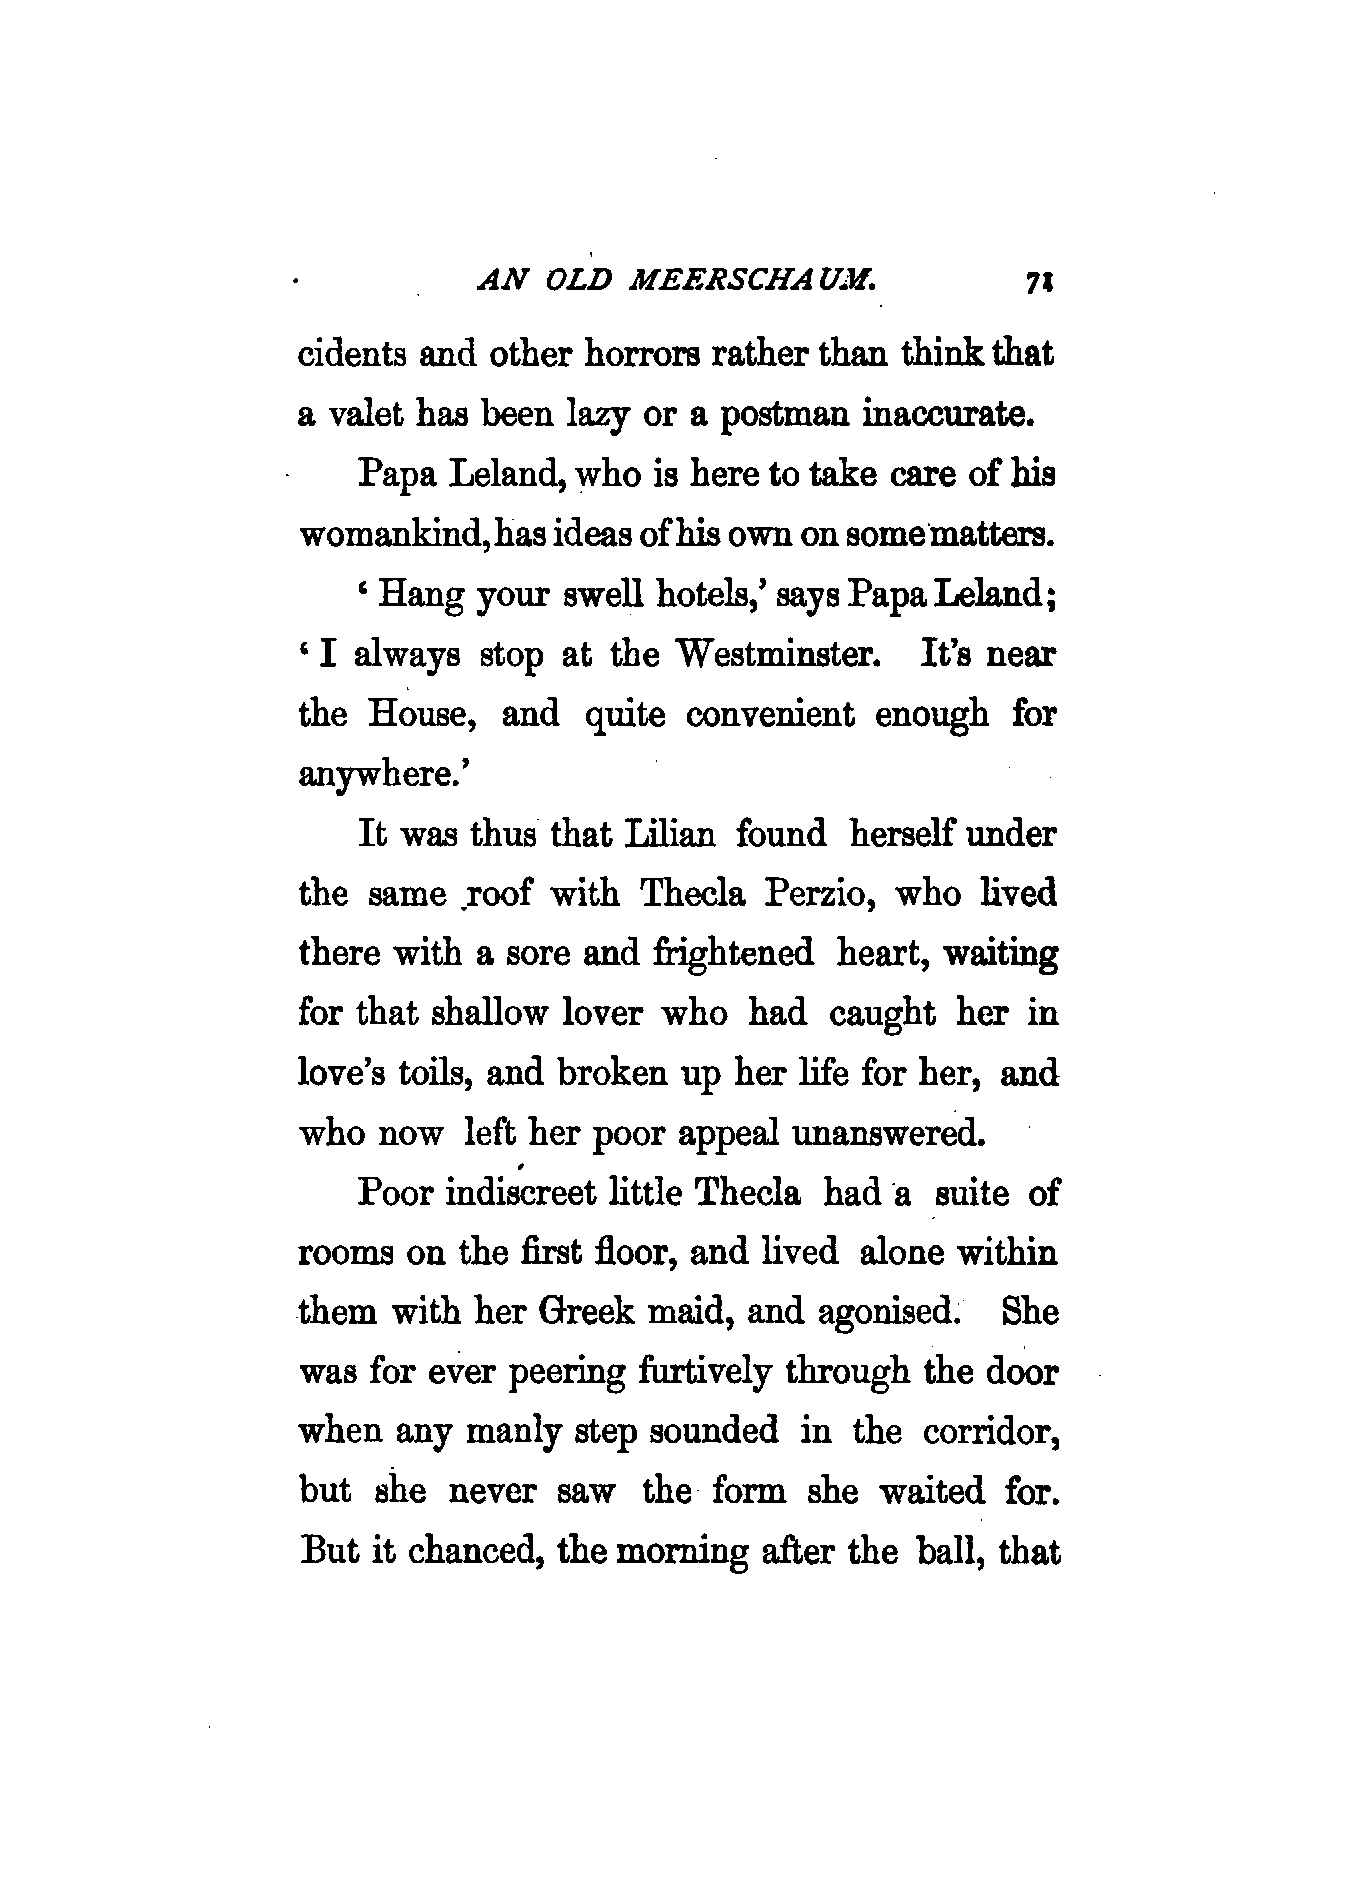 AN OLD MEERSCHAUM. 71
cidents and other horrors rather than think that
a valet has been lazy or a postman inaccurate.
Papa Leland, who is here to take care of his
womankind, has ideas of his own on some matters.
‘ Hang your swell hotels,’ says Papa Leland;
‘ I always stop at the Westminster. It’s near
the House, and quite convenient enough for
anywhere.’
It was thus that Lilian found herself under
the same roof with Thecla Perzio, who lived
there with a sore and frightened heart, waiting
for that shallow lover who had caught her in
love’s toils, and broken up her life for her, and
who now left her poor appeal unanswered.
Poor indiscreet little Thecla had a suite of
rooms on the first floor, and lived alone within
them with her Greek maid, and agonised. She
was for ever peering furtively through the door
when any manly step sounded in the corridor,
but she never saw the form she waited for.
But it chanced, the morning after the ball, that